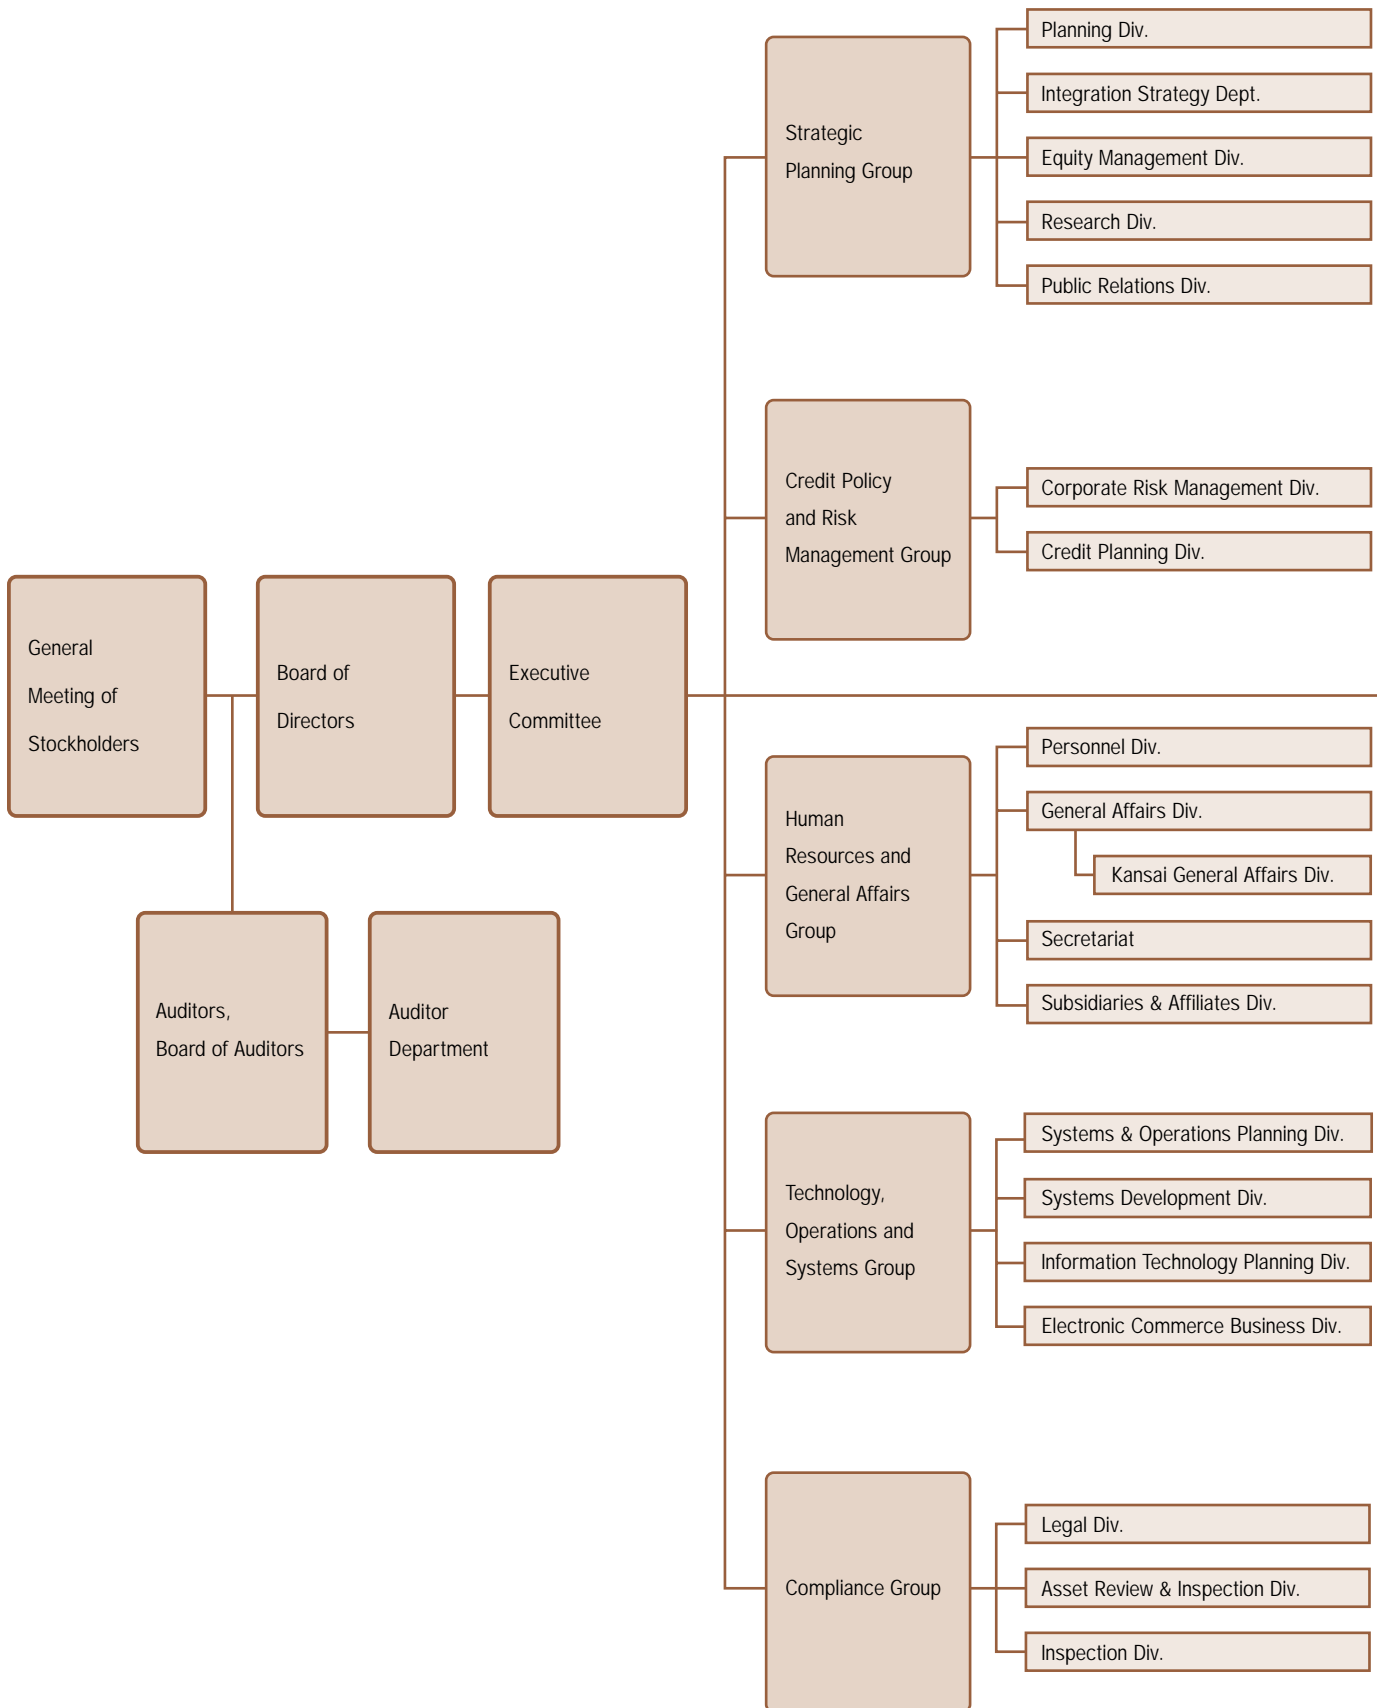 General
Meeting of
Stockholders
Board of
Directors
Executive
Committee
Auditors,
Board of Auditors
Auditor
Department
Strategic
Planning Group
Planning Div.
Integration Strategy Dept.
Equity Management Div.
Research Div.
Public Relations Div.
Credit Policy
and Risk
Management Group
Corporate Risk Management Div.
Credit Planning Div.
Human
Resources and
General Affairs
Group
Personnel Div.
General Affairs Div.
Kansai General Affairs Div.
Secretariat
Subsidiaries & Affiliates Div.
Technology,
Operations and
Systems Group
Systems & Operations Planning Div.
Systems Development Div.
Information Technology Planning Div.
Electronic Commerce Business Div.
Compliance Group
Legal Div.
Asset Review & Inspection Div.
Inspection Div.